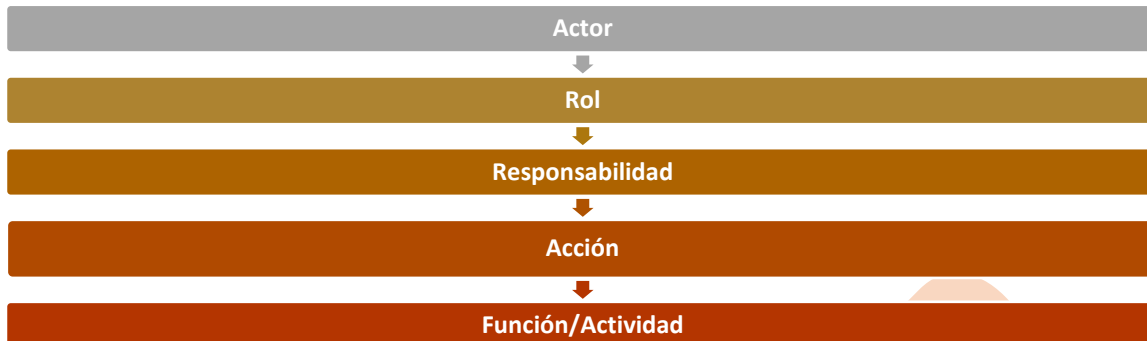 Actor
Rol
Responsabilidad
Acción
Función/Actividad